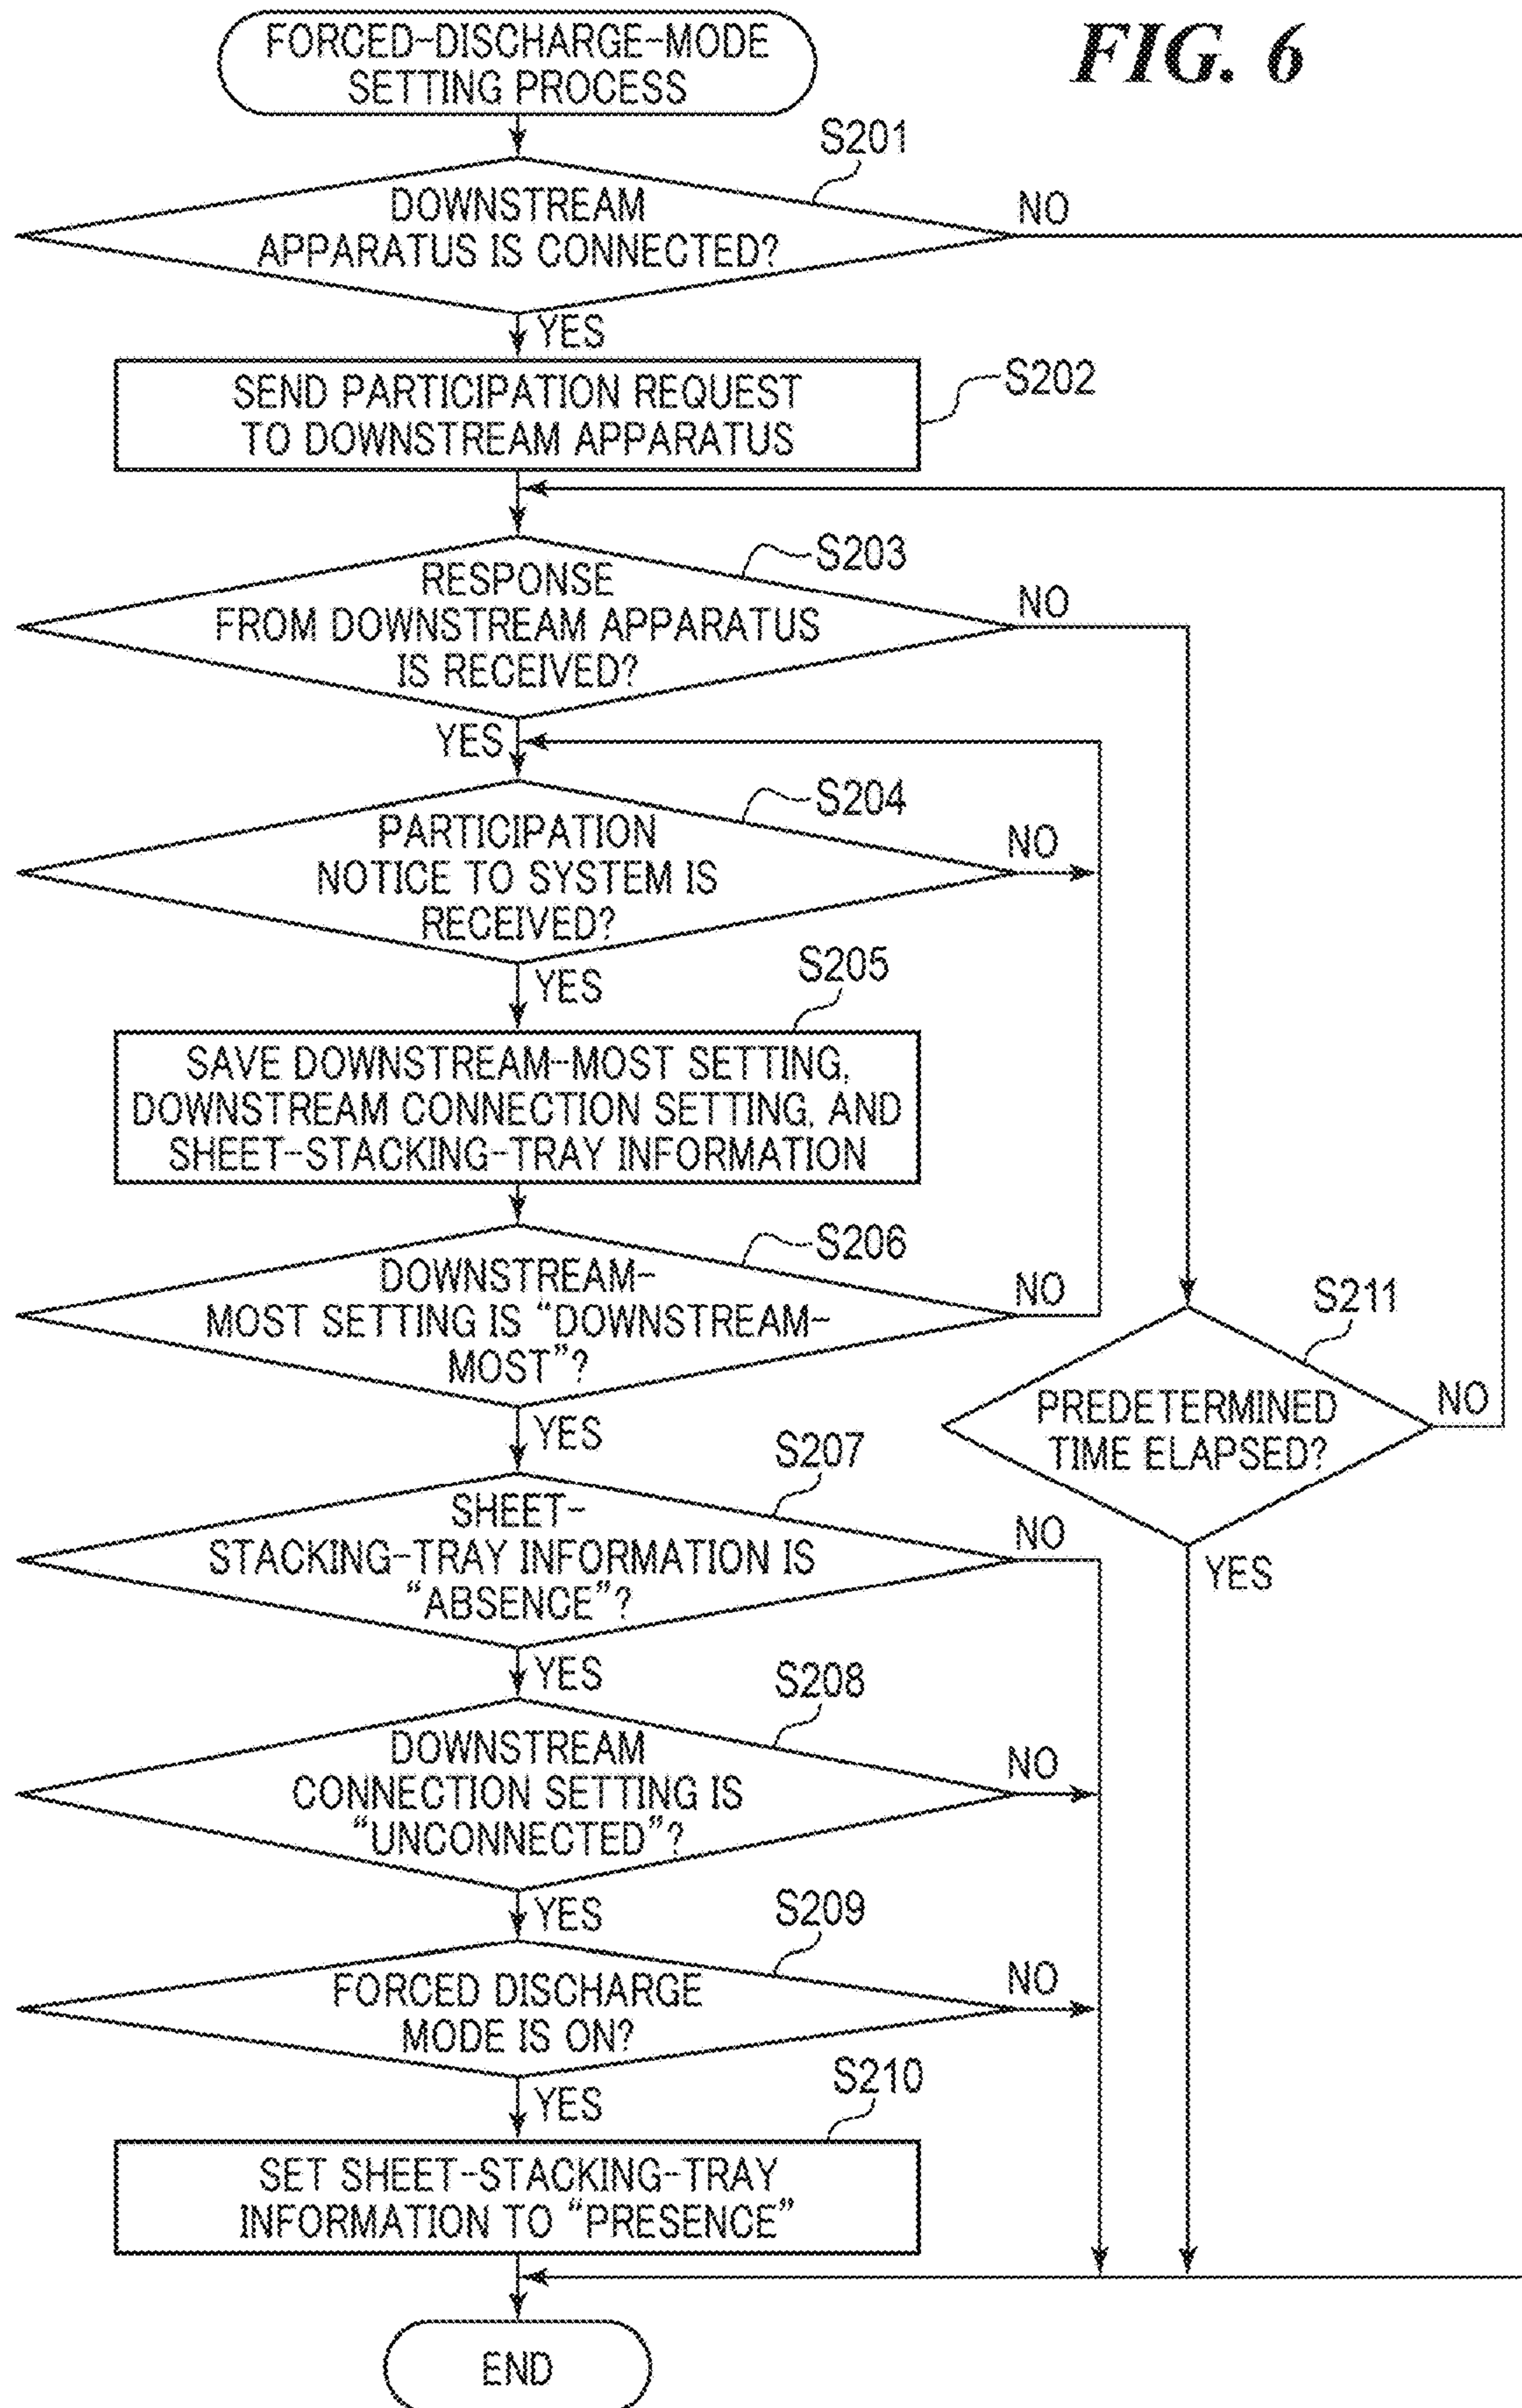 FIG. 6
FORCED-DISCHARGE-MODE
SETTING PROCESS
S201
DOWNSTREAM
APPARATUS IS CONNECTED?
NO
YES
S202
SEND PARTICIPATION REQUEST
TO DOWNSTREAM APPARATUS
S203
RESPONSE
FROM DOWNSTREAM APPARATUS
IS RECEIVED?
NO
YES
S204
PARTICIPATION
NOTICE TO SYSTEM IS
RECEIVED?
NO
YES
S205
SAVE DOWNSTREAM-MOST SETTING,
DOWNSTREAM CONNECTION SETTING, AND
SHEET-STACKING-TRAY INFORMATION
S206
DOWNSTREAM-
MOST SETTING IS “DOWNSTREAM-
MOST”?
NO
YES
S211
PREDETERMINED
TIME ELAPSED?
NO
YES
S207
SHEET-
STACKING-TRAY INFORMATION IS
“ABSENCE”?
NO
YES
S208
DOWNSTREAM
CONNECTION SETTING IS
“UNCONNECTED”?
NO
YES
S209
FORCED DISCHARGE
MODE IS ON?
NO
YES
S210
SET SHEET-STACKING-TRAY
INFORMATION TO “PRESENCE”
END